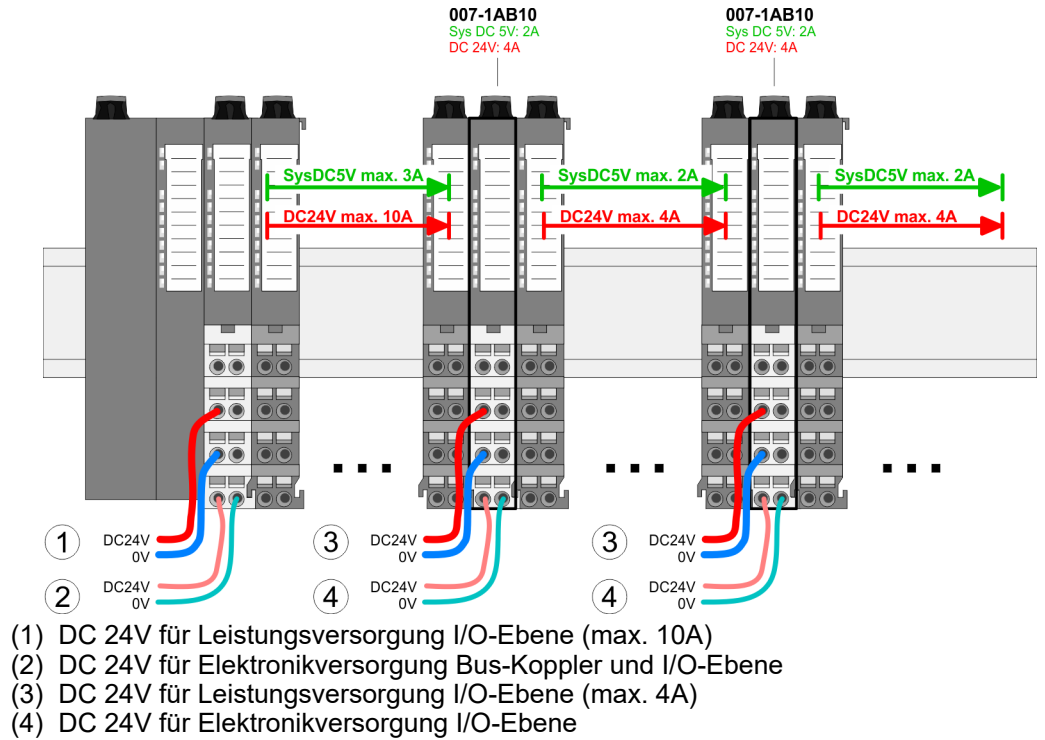 007-1AB10
Sys DC 5V: 2A
DC 24V: 4A
007-1AB10
Sys DC 5V: 2A
DC 24V: 4A
SysDC5V max. 3A
SysDC5V max. 2A
SysDC5V max. 2A
DC24V max. 10A
DC24V max. 4A
DC24V max. 4A
1 DC24V
0V
2 DC24V
0V
3 DC24V
0V
4 DC24V
0V
3 DC24V
0V
4 DC24V
0V
(1) DC 24V für Leistungsversorgung I/O-Ebene (max. 10A)
(2) DC 24V für Elektronikversorgung Bus-Koppler und I/O-Ebene
(3) DC 24V für Leistungsversorgung I/O-Ebene (max. 4A)
(4) DC 24V für Elektronikversorgung I/O-Ebene